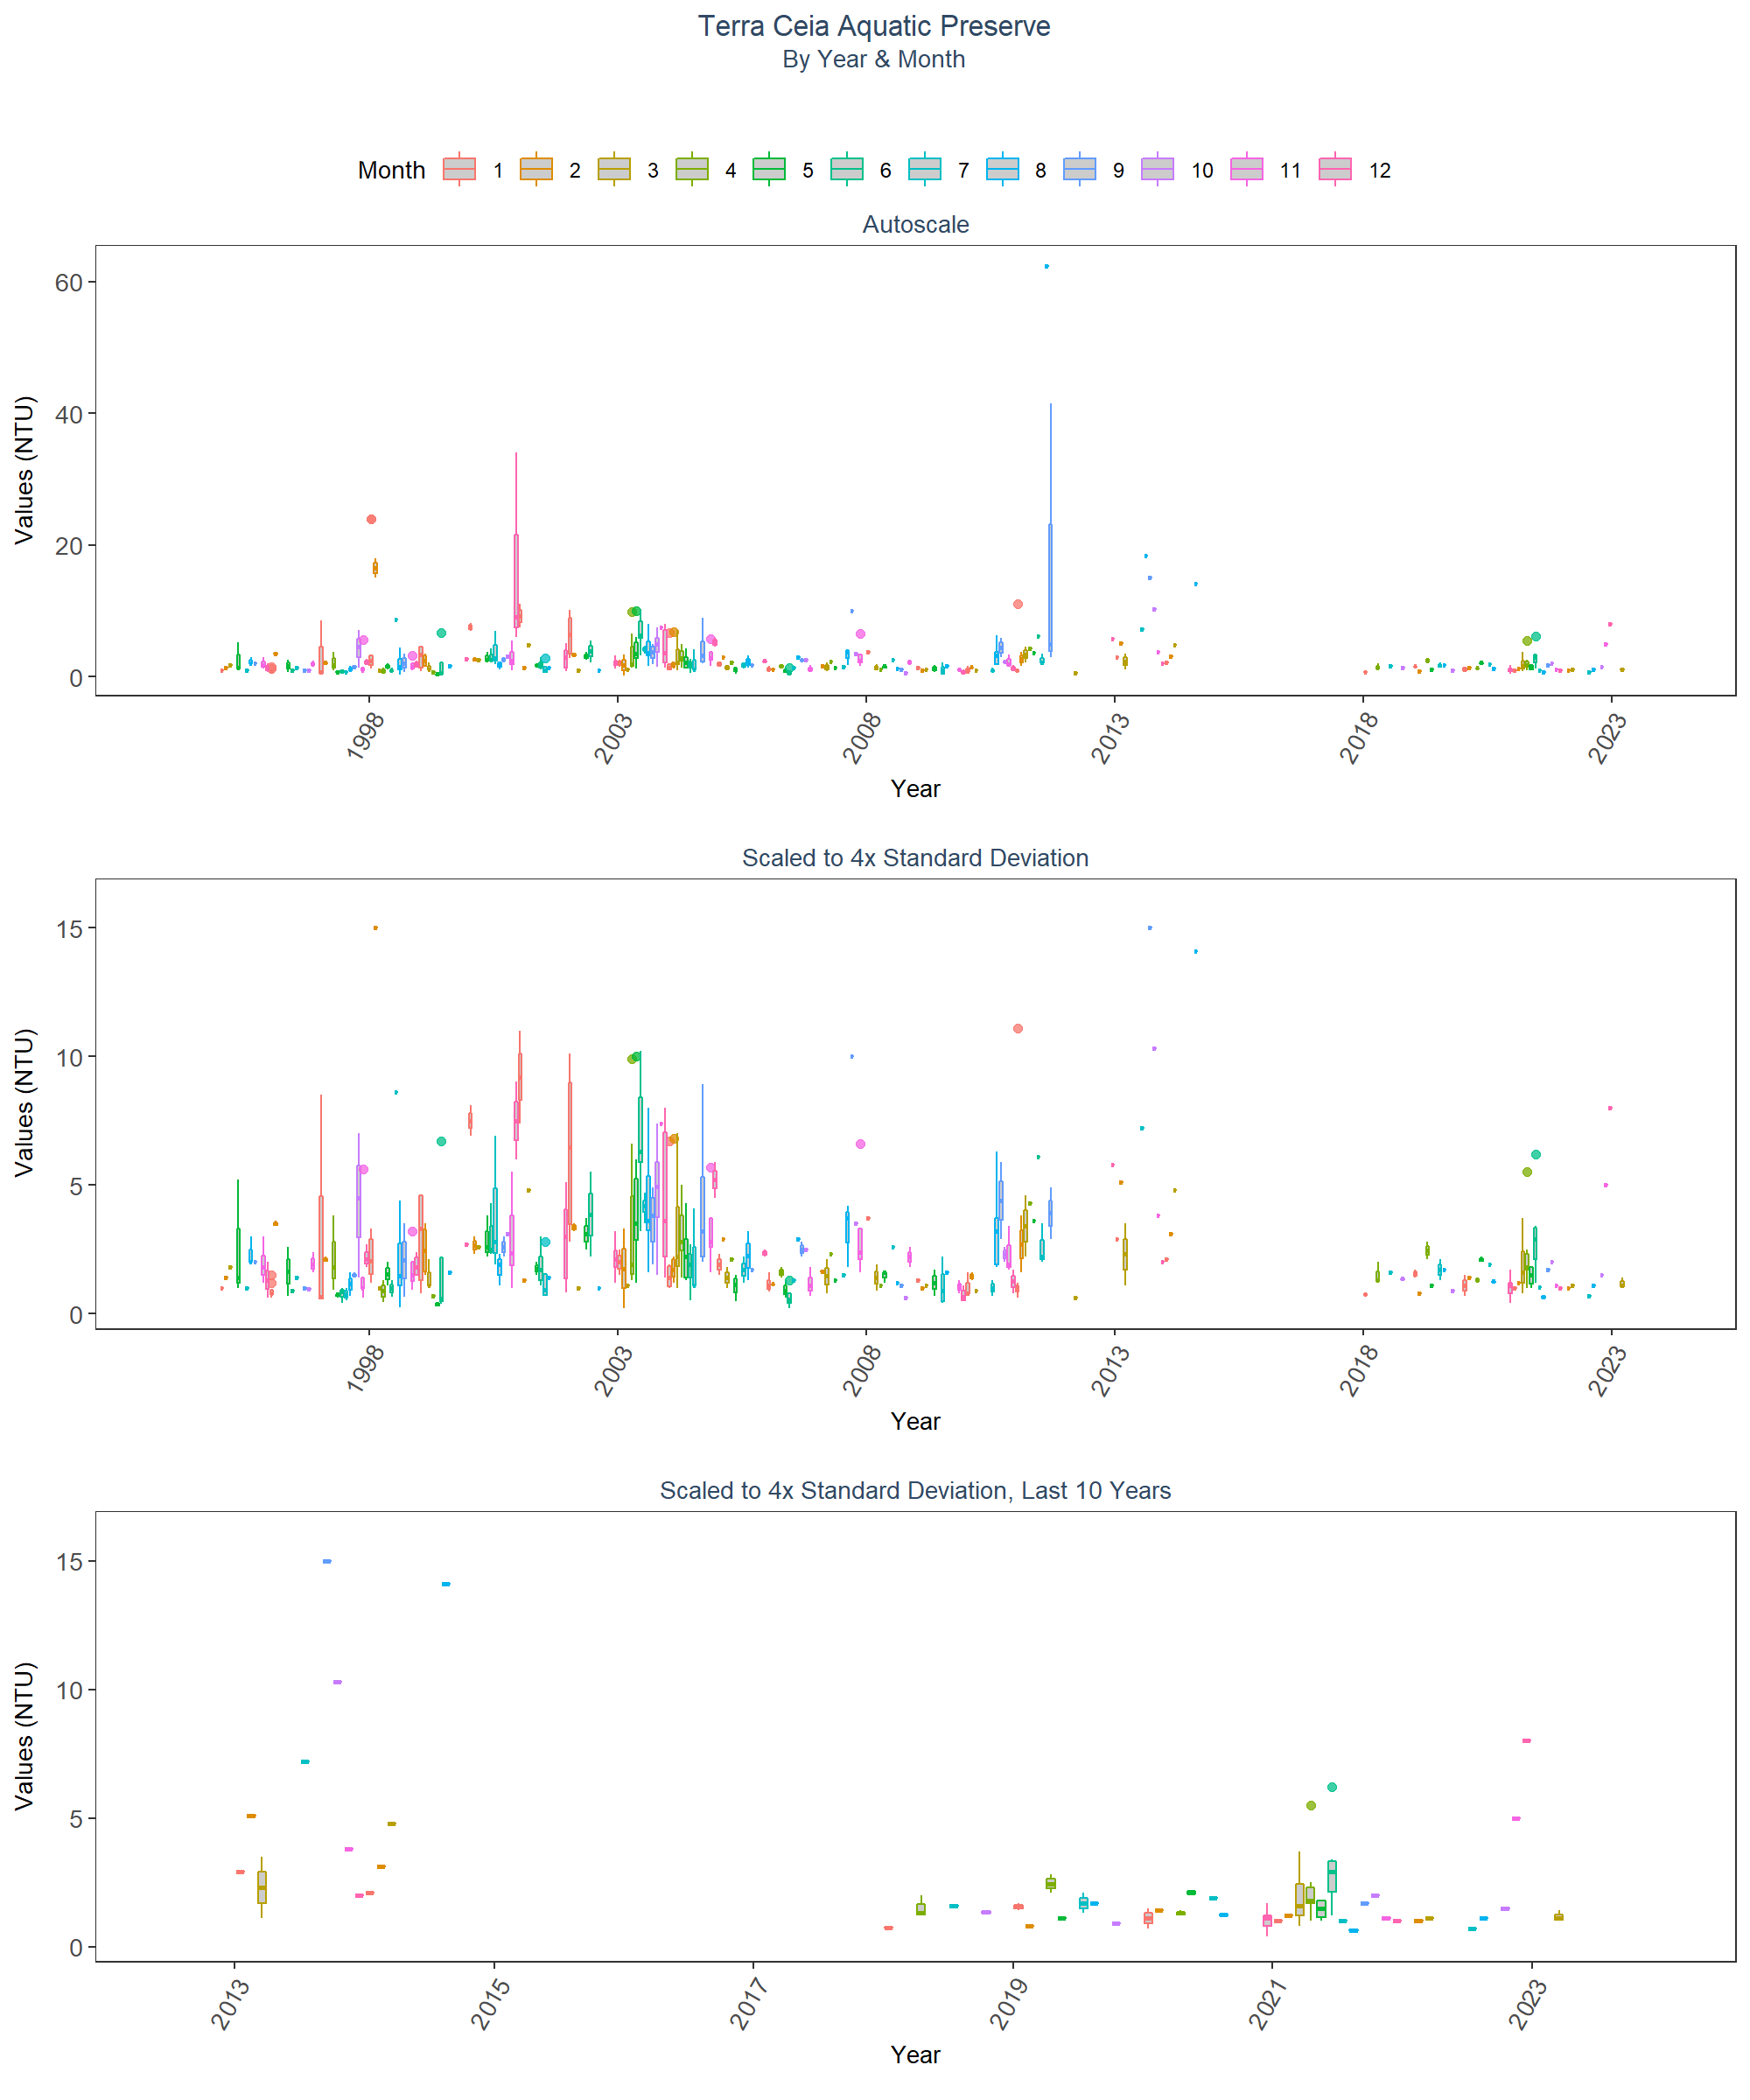 Terra Ceia Aquatic Preserve
By Year & Month
Month 1 2 3 4 5 6 7 8 9 10 11 12
Autoscale
Values (NTU)
60
40
20
0
1998 2003 2008 2013 2018 2023
Year
Scaled to 4x Standard Deviation
Values (NTU)
15
10
5
0
1998 2003 2008 2013 2018 2023
Year
Scaled to 4x Standard Deviation, Last 10 Years
Values (NTU)
15
10
5
0
2013 2015 2017 2019 2021 2023
Year